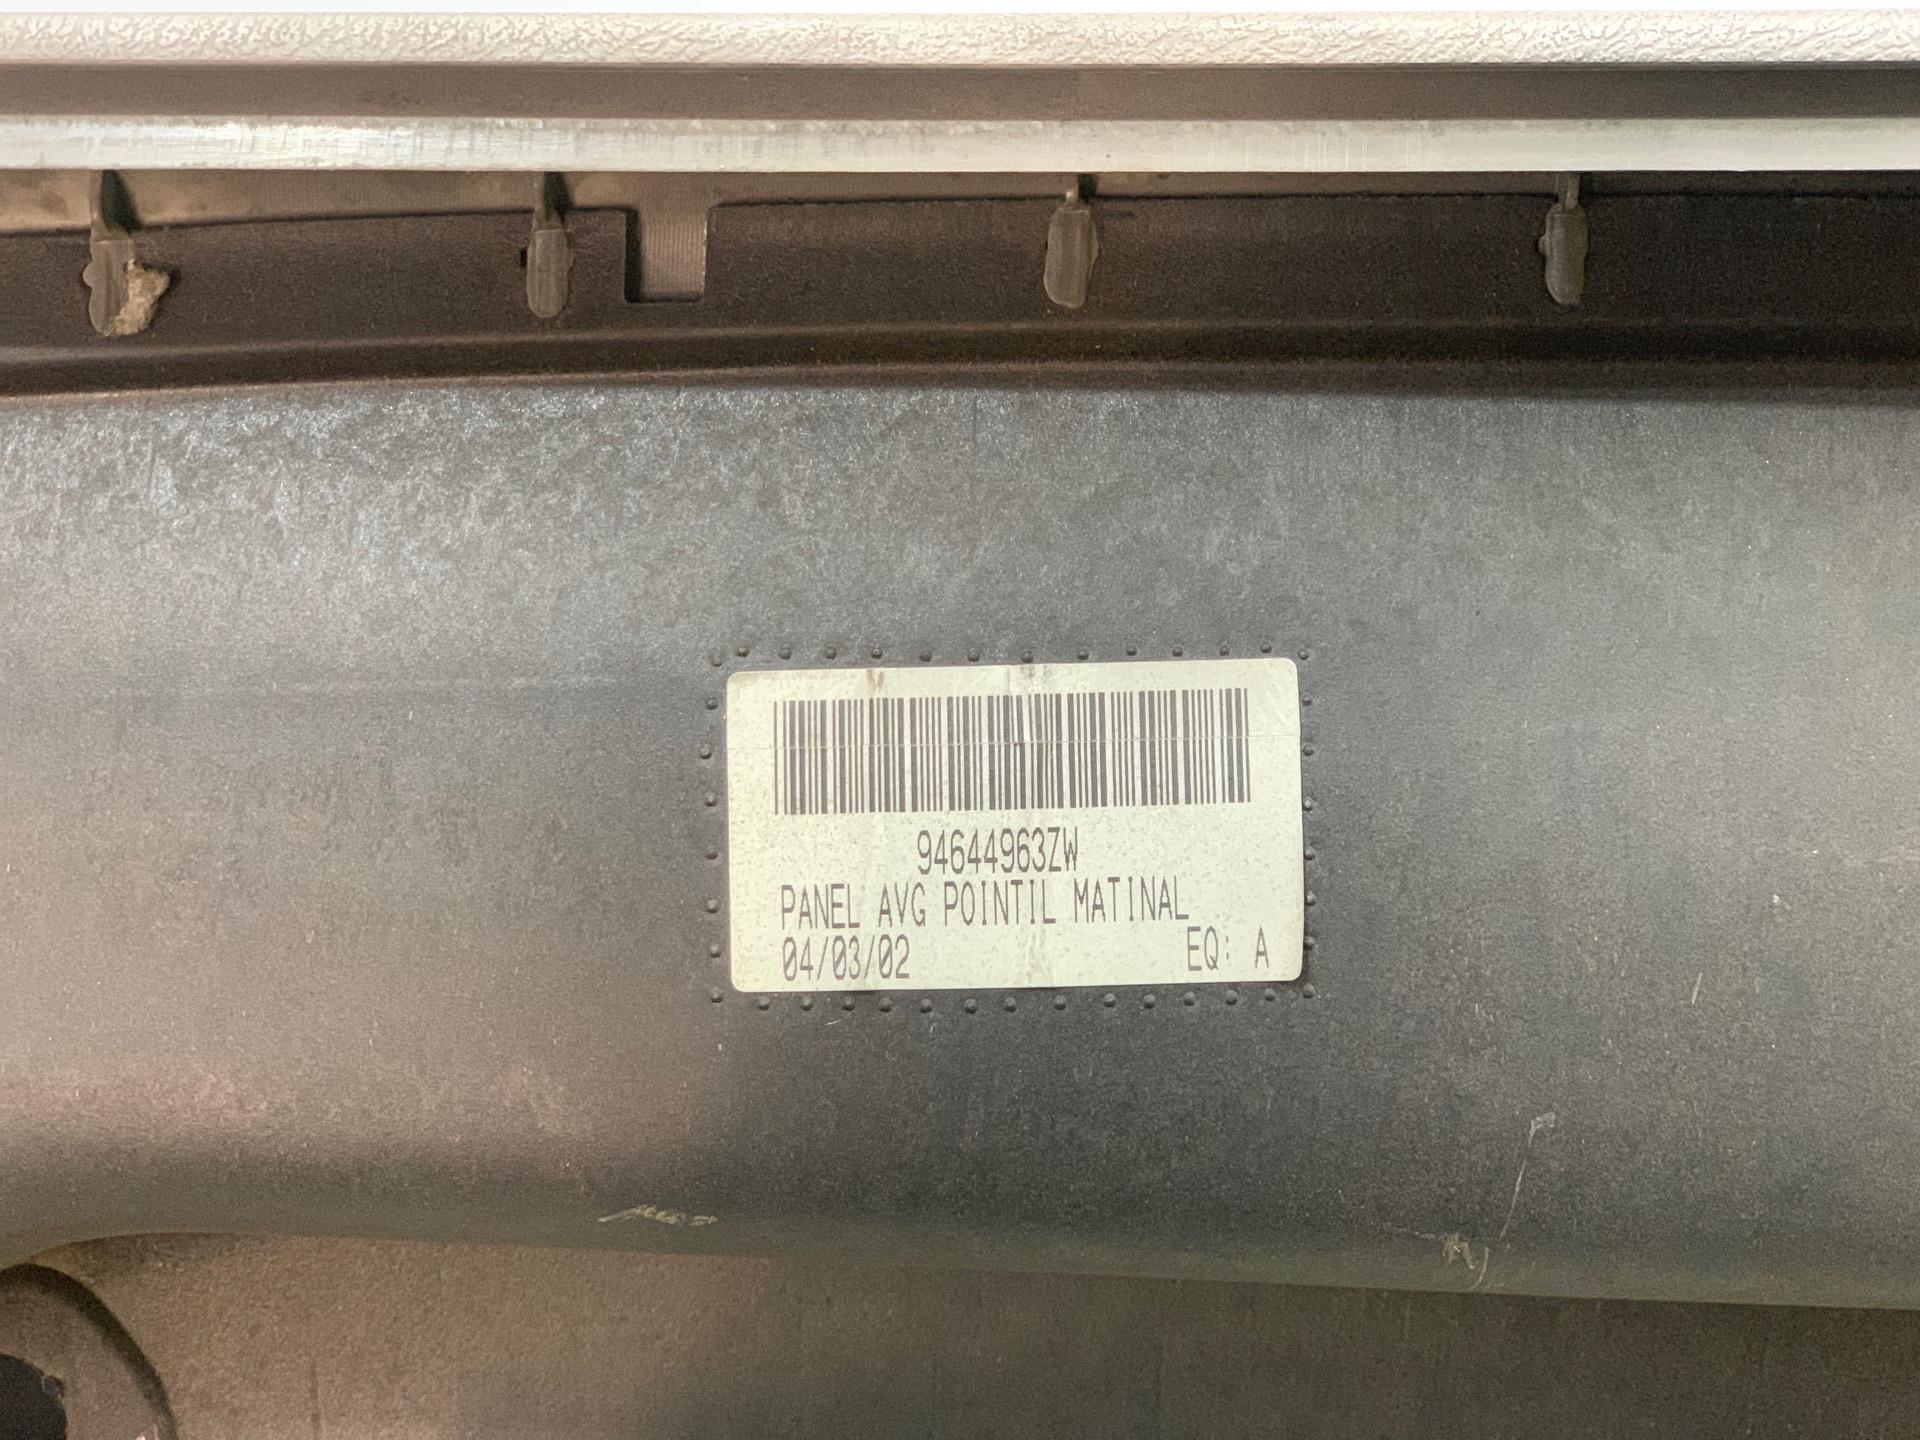 94644963ZW
PANEL AVG POINTIL MATINAL
04/03/02 EQ: A